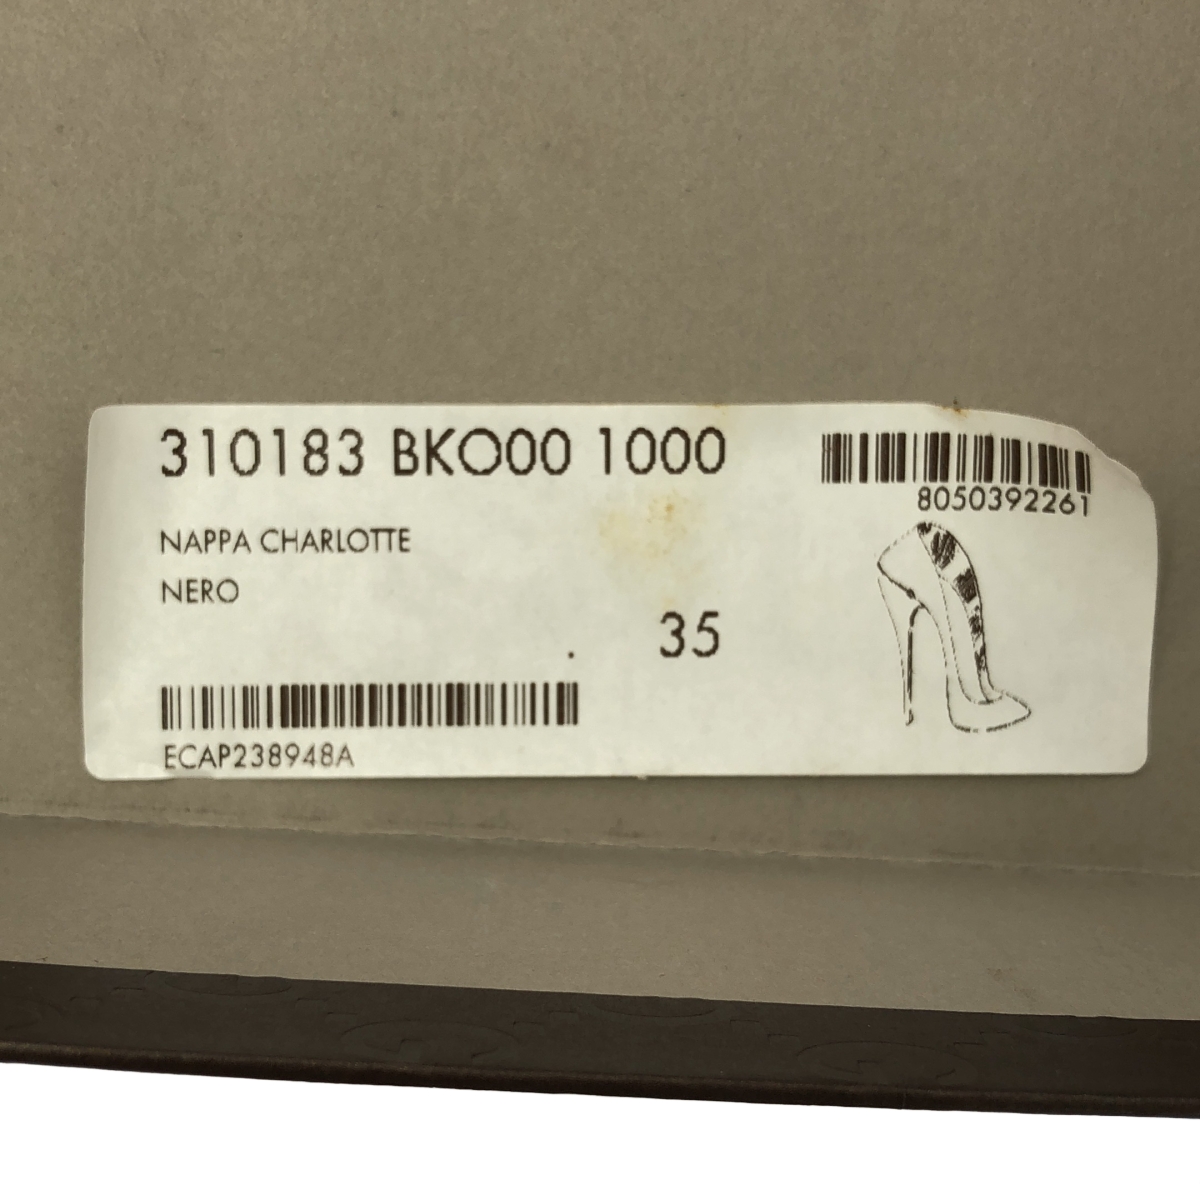 310183 BKO00 1000
8050392261
NAPPA CHARLOTTE
NERO
35
ECAP238948A